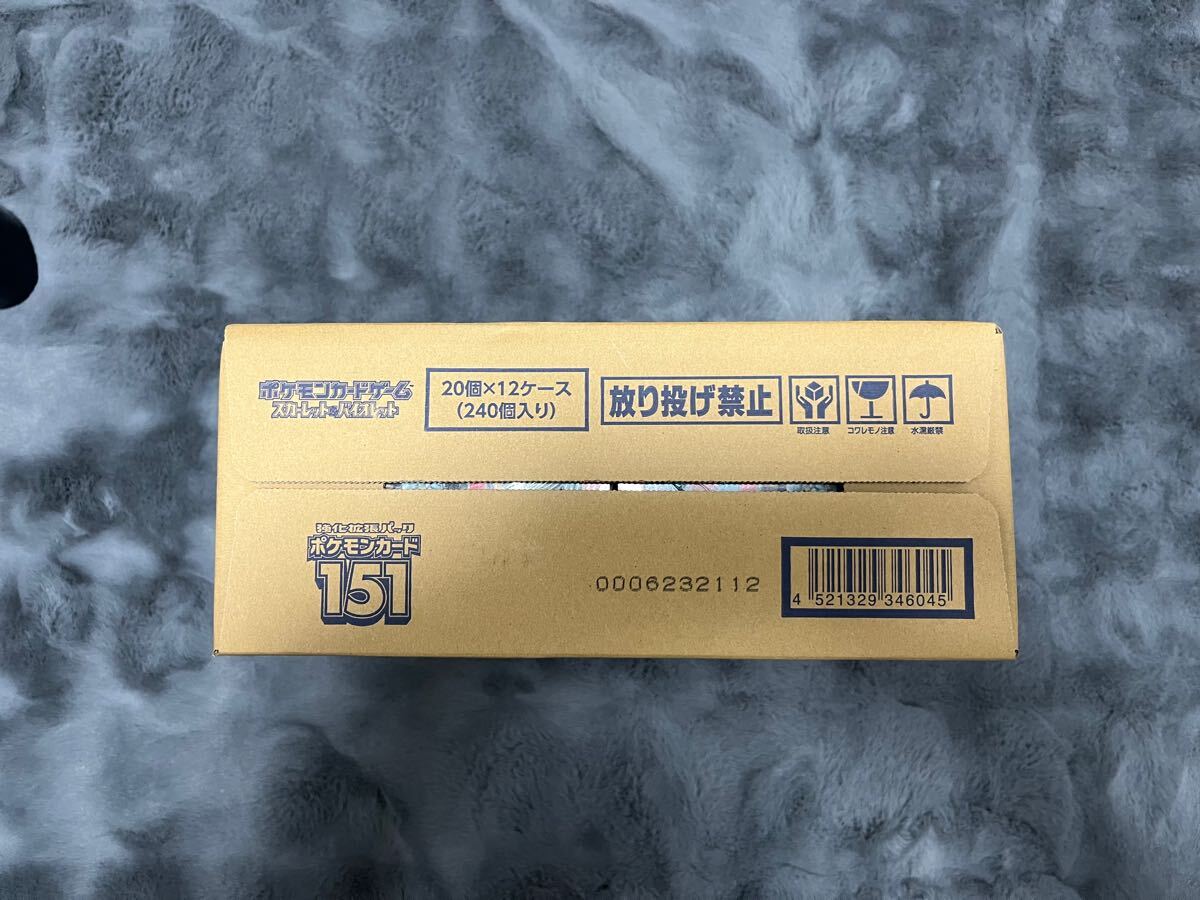 ポケモンカードゲーム
スカーレット&バイオレット
20個×12ケース
(240個入り)
放り投げ禁止
取扱注意
コワレモノ注意
水濡厳禁
強化拡張パック
ポケモンカード
151
0006232112
4 521329 346045